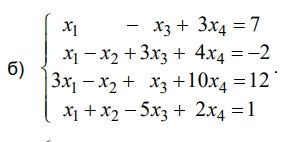 x₁ - x₃ + 3x₄ = 7
x₁ - x₂ + 3x₃ + 4x₄ = -2
б) 3x₁ - x₂ + x₃ + 10x₄ = 12 .
x₁ + x₂ - 5x₃ + 2x₄ = 1